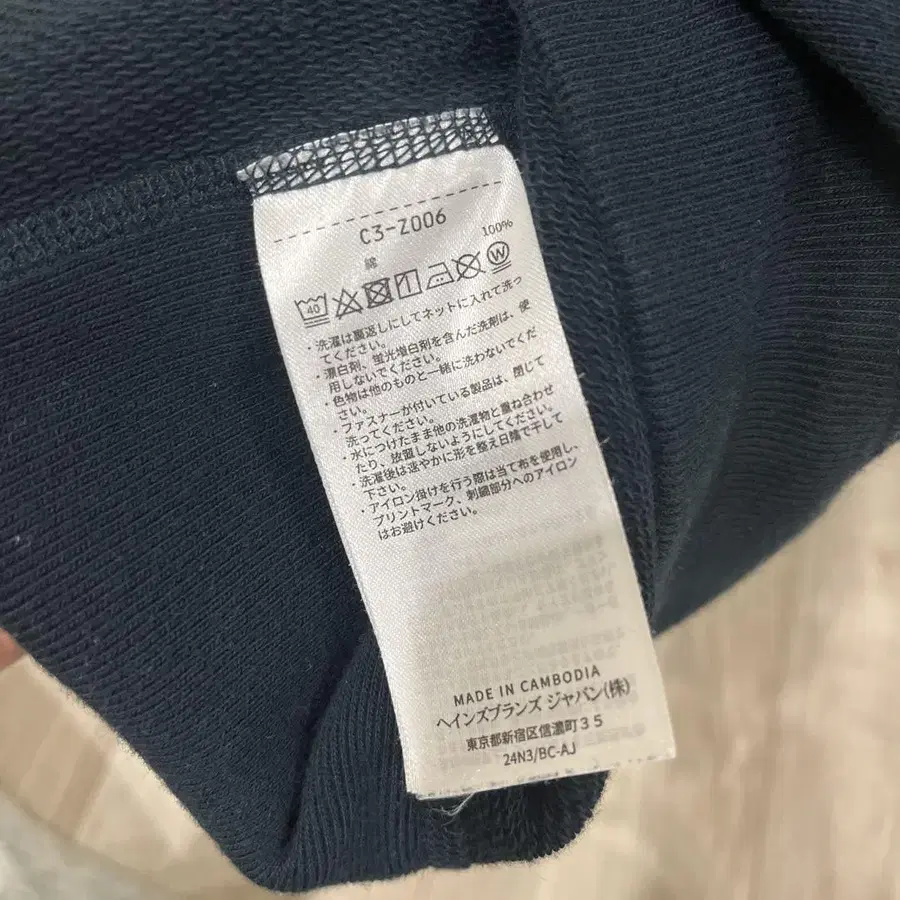 C3-Z006
綿 100%
40 W
・洗濯は裏返しにしてネットに入れて洗っ
てください。
・漂白剤、蛍光増白剤を含んだ洗剤は、使
用しないでください。
・色物は他のものと一緒に洗わないでくだ
さい。
・ファスナーが付いている製品は、閉じて
洗ってください。
・水につけたまま他の洗濯物と重ね合わせ
たり、放置しないようにしてください。
・洗濯後は速やかに形を整え日陰で干して
下さい。
・アイロン掛けを行う際は当て布を使用し、
プリントマーク、刺繍部分へのアイロン
はお避けください。
MADE IN CAMBODIA
ヘインズブランズ ジャパン(株)
東京都新宿区信濃町35
24N3/BC-AJ